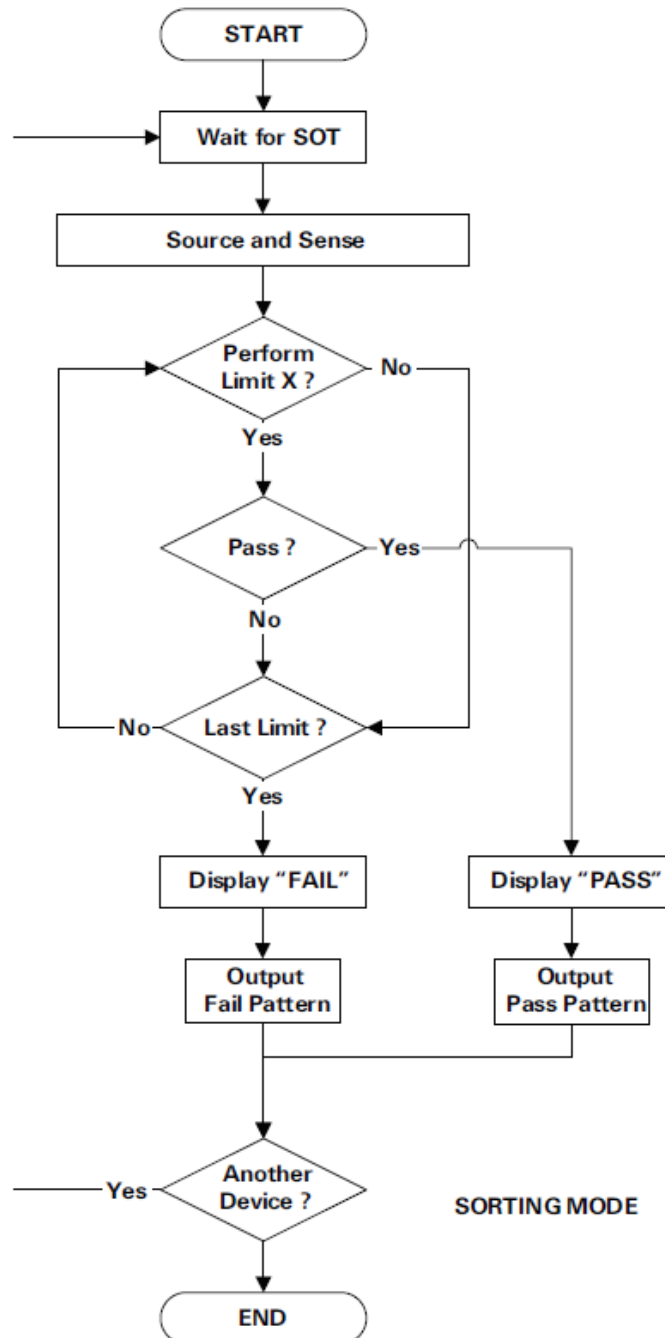 START
Wait for SOT
Source and Sense
Perform
Limit X ?
No
Yes
Pass ?
Yes
No
No
Last Limit ?
Yes
Display “FAIL”
Display “PASS”
Output
Fail Pattern
Output
Pass Pattern
Yes
Another
Device ?
SORTING MODE
END